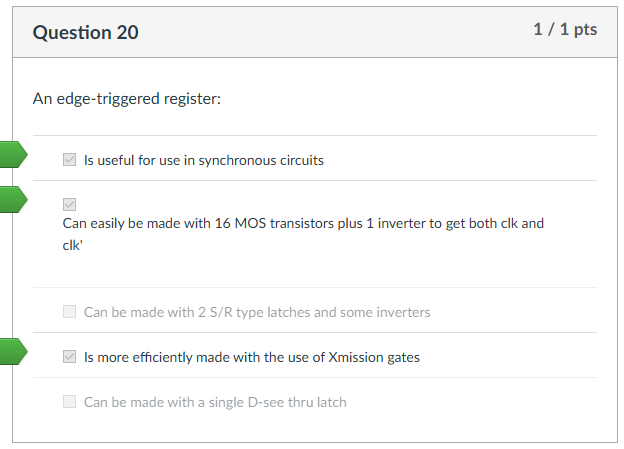 Question 20
1 / 1 pts
An edge-triggered register:
Is useful for use in synchronous circuits
Can easily be made with 16 MOS transistors plus 1 inverter to get both clk and
clk'
Can be made with 2 S/R type latches and some inverters
Is more efficiently made with the use of Xmission gates
Can be made with a single D-see thru latch